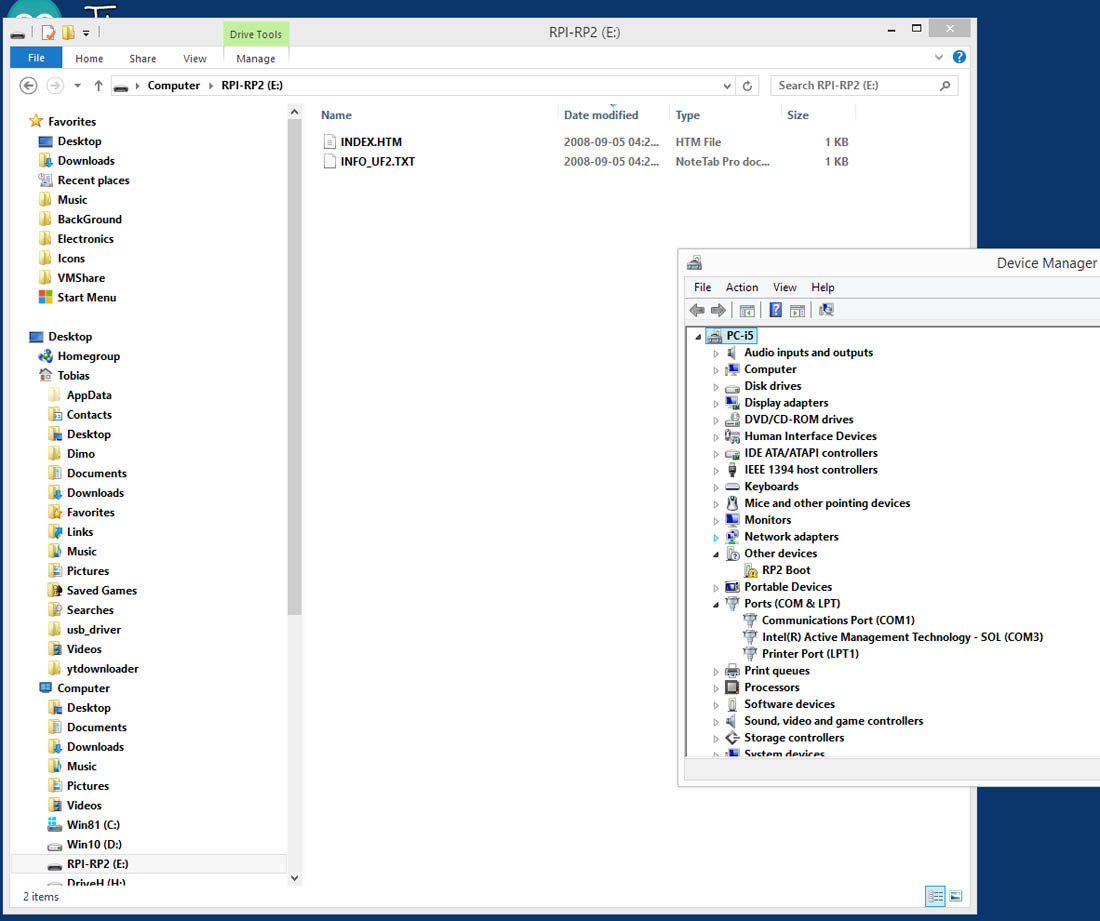 RPI-RP2 (E:)
Drive Tools
File Home Share View Manage
Computer RPI-RP2 (E:)
Search RPI-RP2 (E:)
Name Date modified Type Size
INDEX.HTM 2008-09-05 04:2... HTM File 1 KB
INFO_UF2.TXT 2008-09-05 04:2... NoteTab Pro doc... 1 KB
Favorites
Desktop
Downloads
Recent places
Music
BackGround
Electronics
Icons
VMShare
Start Menu
Desktop
Homegroup
Tobias
AppData
Contacts
Desktop
Dimo
Documents
Downloads
Favorites
Links
Music
Pictures
Saved Games
Searches
usb_driver
Videos
ytdownloader
Computer
Desktop
Documents
Downloads
Music
Pictures
Videos
Win81 (C:)
Win10 (D:)
RPI-RP2 (E:)
DriveH (H:)
2 items
Device Manager
File Action View Help
PC-i5
Audio inputs and outputs
Computer
Disk drives
Display adapters
DVD/CD-ROM drives
Human Interface Devices
IDE ATA/ATAPI controllers
IEEE 1394 host controllers
Keyboards
Mice and other pointing devices
Monitors
Network adapters
Other devices
RP2 Boot
Portable Devices
Ports (COM & LPT)
Communications Port (COM1)
Intel(R) Active Management Technology - SOL (COM3)
Printer Port (LPT1)
Print queues
Processors
Software devices
Sound, video and game controllers
Storage controllers
System devices